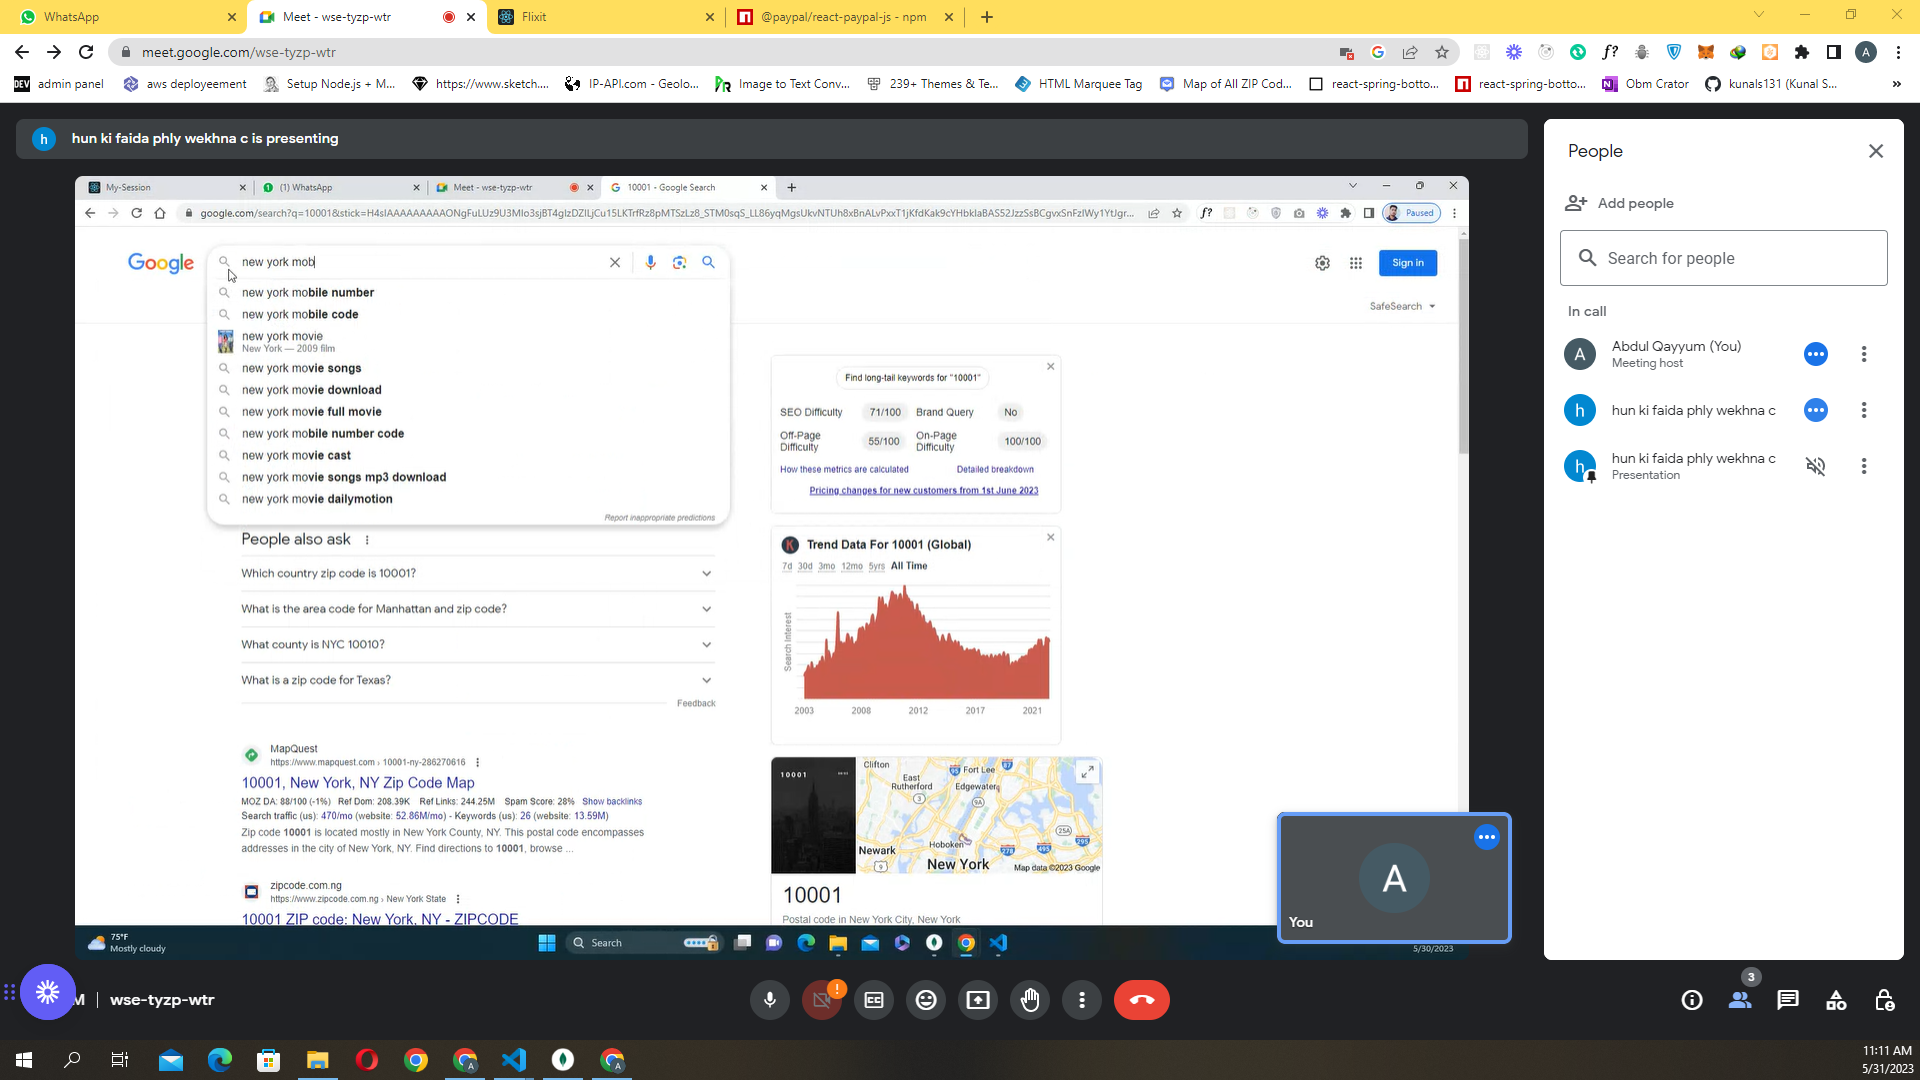 WhatsApp
Meet - wse-tyzp-wtr
Flixit
@paypal/react-paypal-js - npm
meet.google.com/wse-tyzp-wtr
A
DEV admin panel
aws deployeement
Setup Node.js + M...
https://www.sketch....
IP-API.com - Geolo...
Image to Text Conv...
239+ Themes & Te...
HTML Marquee Tag
Map of All ZIP Cod...
react-spring-botto...
react-spring-botto...
Obm Crator
kunals131 (Kunal S...
h
hun ki faida phly wekhna c is presenting
My-Session
(1) WhatsApp
Meet - wse-tyzp-wtr
10001 - Google Search
Paused
Google
new york mob
Sign in
SafeSearch
new york mobile number
new york mobile code
new york movie
New York — 2009 film
new york movie songs
new york movie download
new york movie full movie
new york mobile number code
new york movie cast
new york movie songs mp3 download
new york movie dailymotion
Report inappropriate predictions
People also ask
Which country zip code is 10001?
What is the area code for Manhattan and zip code?
What county is NYC 10010?
What is a zip code for Texas?
Feedback
MapQuest
https://www.mapquest.com › 10001-ny-286270616
10001, New York, NY Zip Code Map
MOZ DA: 88/100 (-1%) Ref Dom: 208.39K Ref Links: 244.25M Spam Score: 28% Show backlinks
Search traffic (us): 470/mo (website: 52.86M/mo) - Keywords (us): 26 (website: 13.59M)
Zip code 10001 is located mostly in New York County, NY. This postal code encompasses
addresses in the city of New York, NY. Find directions to 10001, browse ...
zipcode.com.ng
https://www.zipcode.com.ng › New York State
10001 ZIP code: New York, NY - ZIPCODE
Find long-tail keywords for "10001"
SEO Difficulty 71/100 Brand Query No
Off-Page Difficulty 55/100 On-Page Difficulty 100/100
How these metrics are calculated Detailed breakdown
Pricing changes for new customers from 1st June 2023
K Trend Data For 10001 (Global)
7d 30d 3mo 12mo 5yrs All Time
Search Interest
2003 2008 2012 2017 2021
10001
Clifton
East Rutherford
Fort Lee
Edgewater
Hoboken
Newark
New York
Map data ©2023 Google
10001
Postal code in New York City, New York
75°F
Mostly cloudy
Search
5/30/2023
A
You
People
Add people
Search for people
In call
A
Abdul Qayyum (You)
Meeting host
h
hun ki faida phly wekhna c
h
hun ki faida phly wekhna c
Presentation
M | wse-tyzp-wtr
3
11:11 AM
5/31/2023